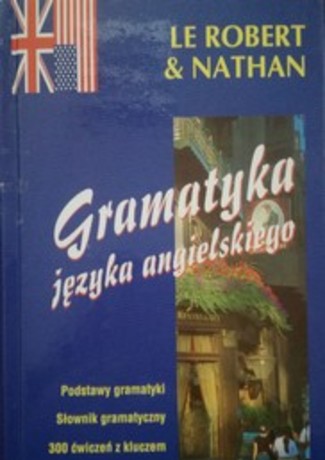 LE ROBERT
& NATHAN
Gramatyka
języka angielskiego
Podstawy gramatyki
Słownik gramatyczny
300 ćwiczeń z kluczem